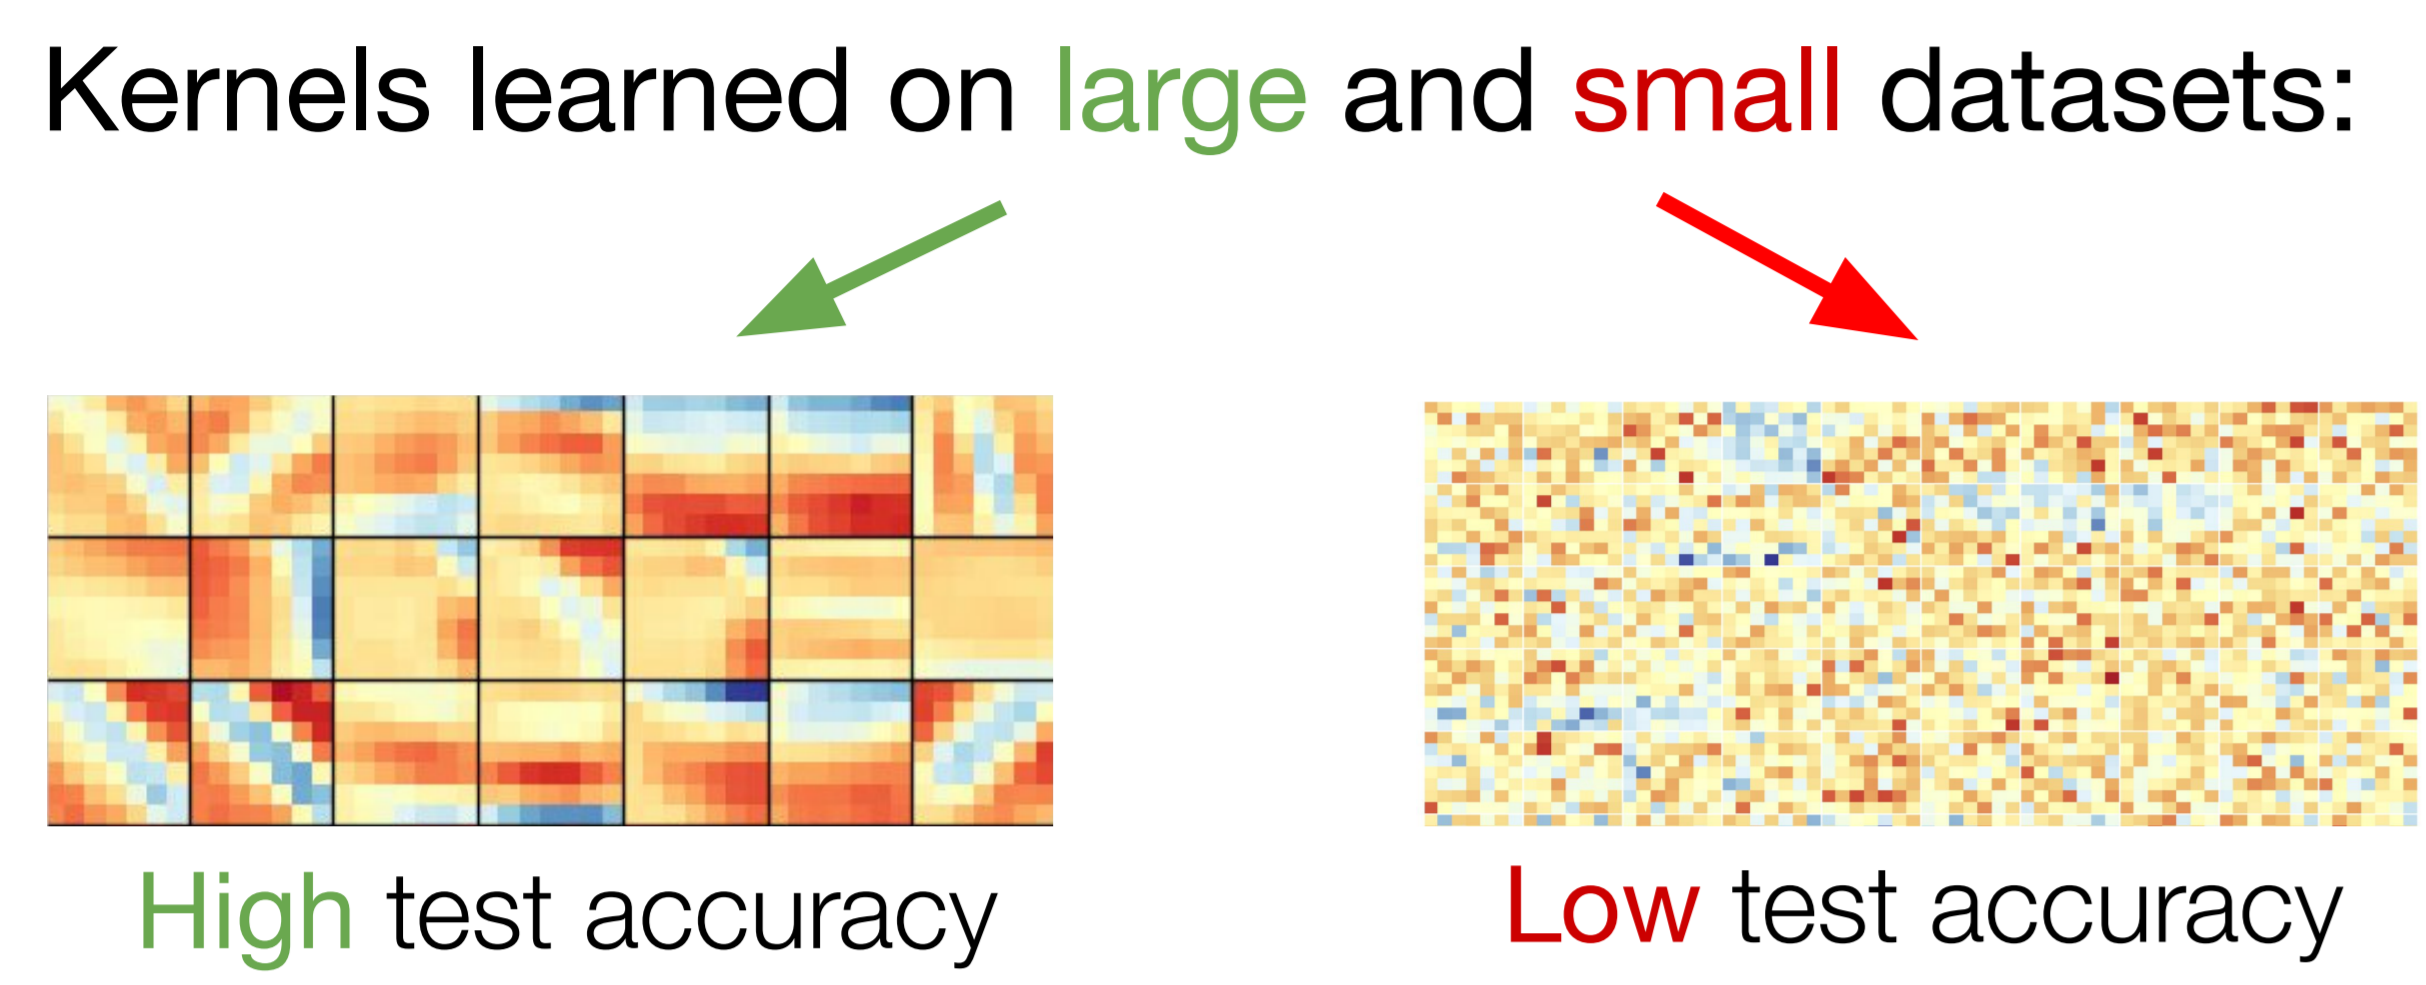 Kernels learned on large and small datasets:
High test accuracy
Low test accuracy